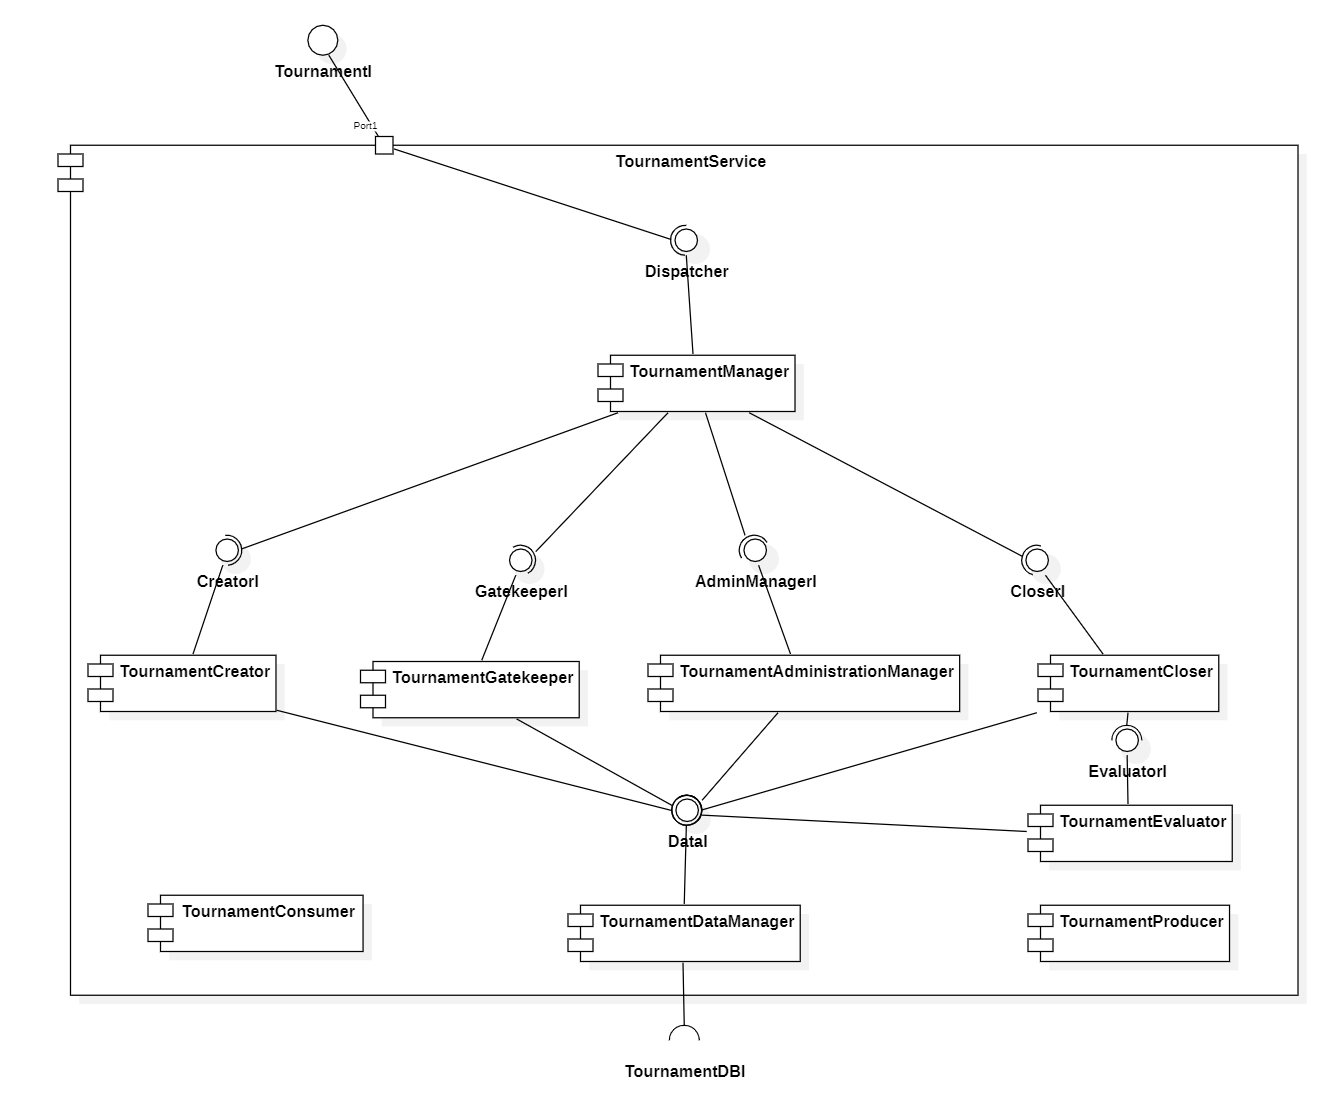 TournamentI
Port1
TournamentService
Dispatcher
TournamentManager
CreatorI
GatekeeperI
AdminManagerI
CloserI
TournamentCreator
TournamentGatekeeper
TournamentAdministrationManager
TournamentCloser
EvaluatorI
DataI
TournamentEvaluator
TournamentConsumer
TournamentDataManager
TournamentProducer
TournamentDBI